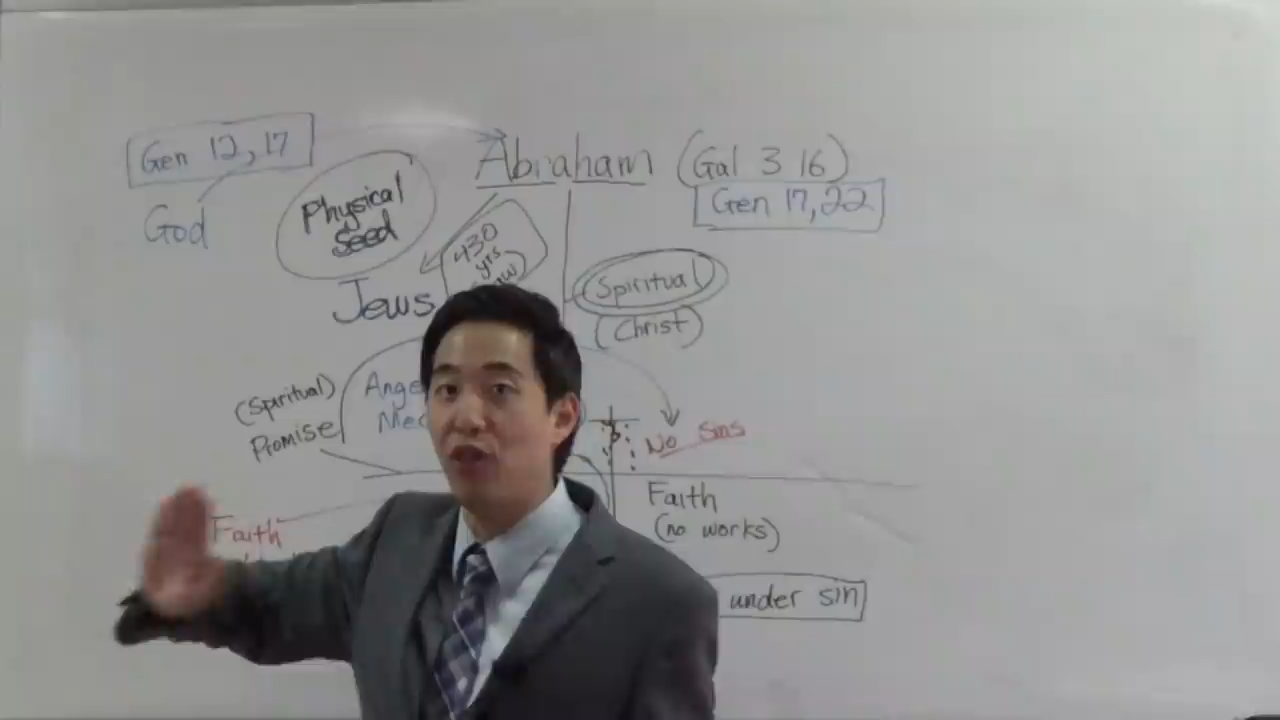 Gen 12,17
Abraham (Gal 3 16)
Gen 17,22
God
Physical
Seed
430
yrs
Jews
Spiritual
(Christ)
(Spiritual)
Promise
No sins
Faith
(no works)
Faith
under sin